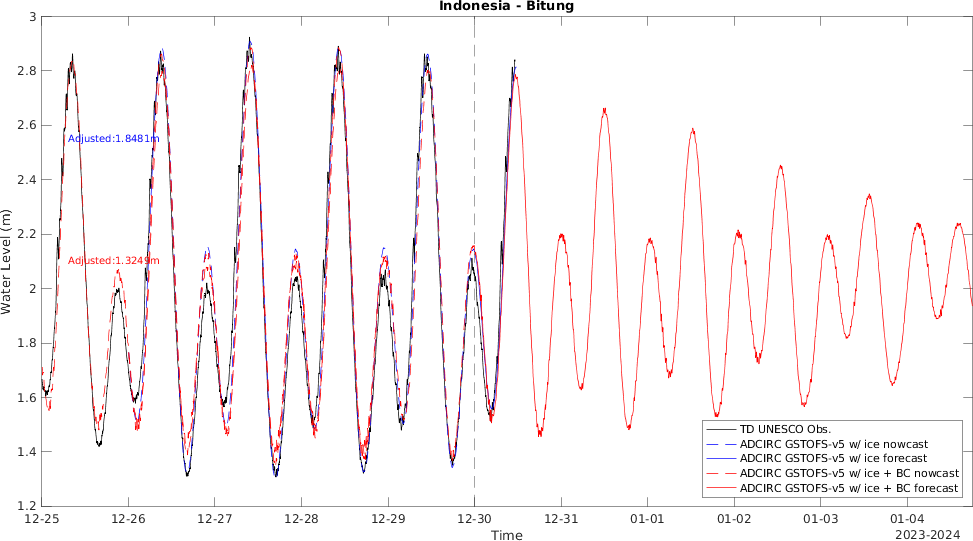 Indonesia - Bitung
3
2.8
2.6
2.4
2.2
2
1.8
1.6
1.4
1.2
Water Level (m)
Adjusted:1.8481m
Adjusted:1.3249m
TD UNESCO Obs.
ADCIRC GSTOFS-v5 w/ ice nowcast
ADCIRC GSTOFS-v5 w/ ice forecast
ADCIRC GSTOFS-v5 w/ ice + BC nowcast
ADCIRC GSTOFS-v5 w/ ice + BC forecast
12-25 12-26 12-27 12-28 12-29 12-30 12-31 01-01 01-02 01-03 01-04
Time
2023-2024